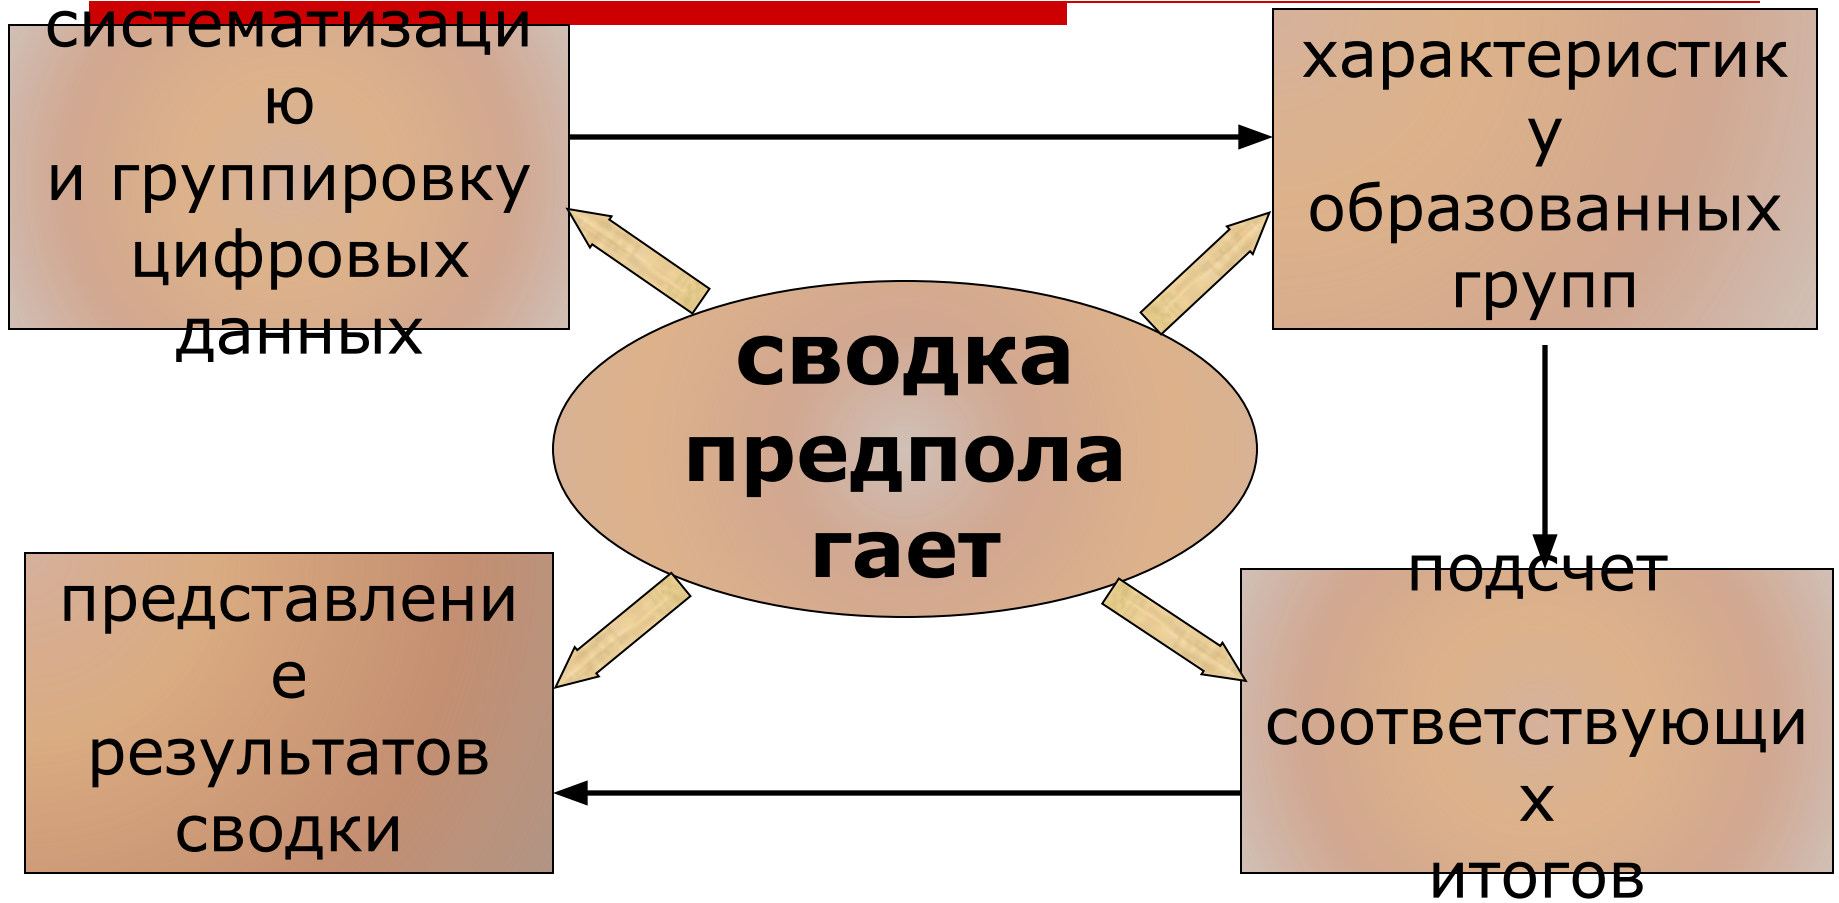 систематизаци
ю
и группировку
цифровых
данных
характеристик
у
образованных
групп
сводка
предпола
гает
представлени
е
результатов
сводки
подсчет
соответствующи
х
итогов